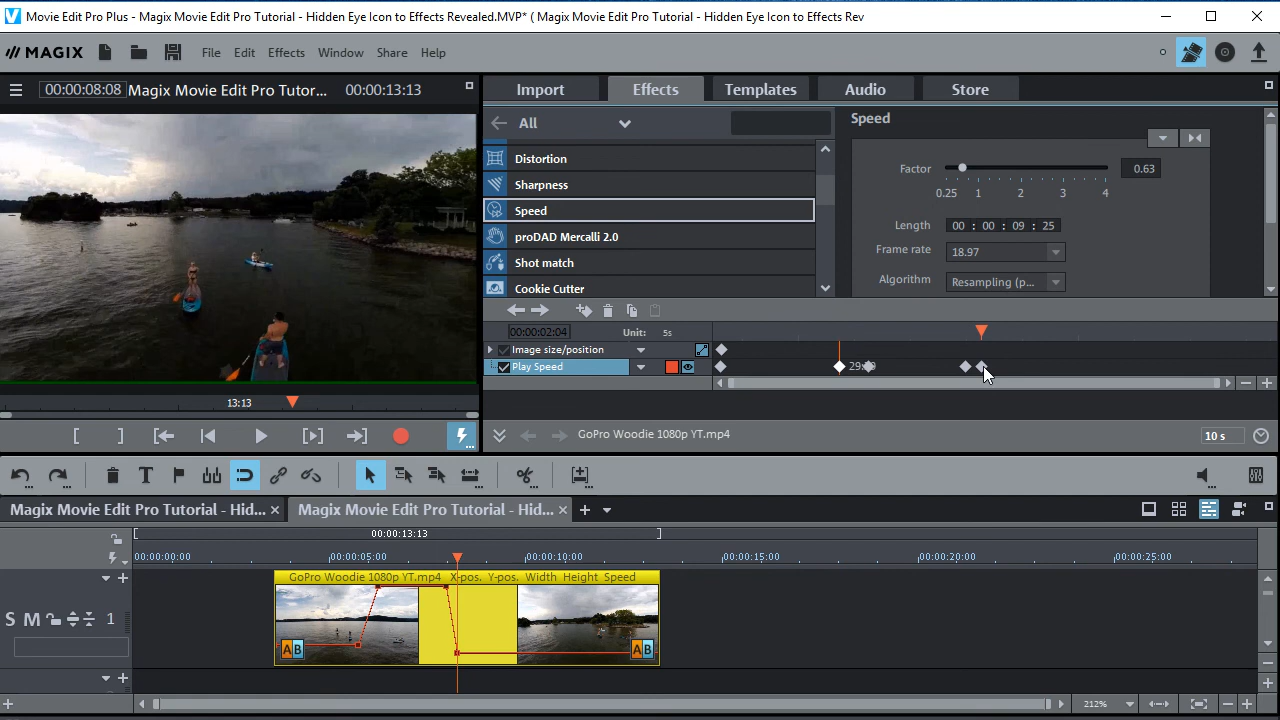 Movie Edit Pro Plus - Magix Movie Edit Pro Tutorial - Hidden Eye Icon to Effects Revealed.MVP* ( Magix Movie Edit Pro Tutorial - Hidden Eye Icon to Effects Rev
MAGIX File Edit Effects Window Share Help
00:00:08:08 Magix Movie Edit Pro Tutor... 00:00:13:13
Import Effects Templates Audio Store
All
Speed
Distortion
Sharpness
Speed
proDAD Mercalli 2.0
Shot match
Cookie Cutter
Factor 0.63
0.25 1 2 3 4
Length 00 : 00 : 09 : 25
Frame rate 18.97
Algorithm Resampling (p...
00:00:02:04 Unit: 5s
Image size/position
Play Speed
13:13
GoPro Woodie 1080p YT.mp4 10 s
Magix Movie Edit Pro Tutorial - Hid... Magix Movie Edit Pro Tutorial - Hid...
00:00:13:13
00:00:00:00 00:00:05:00 00:00:10:00 00:00:15:00 00:00:20:00 00:00:25:00
GoPro Woodie 1080p YT.mp4 X-pos. Y-pos. Width Height Speed
S M 1
A B A B
212%